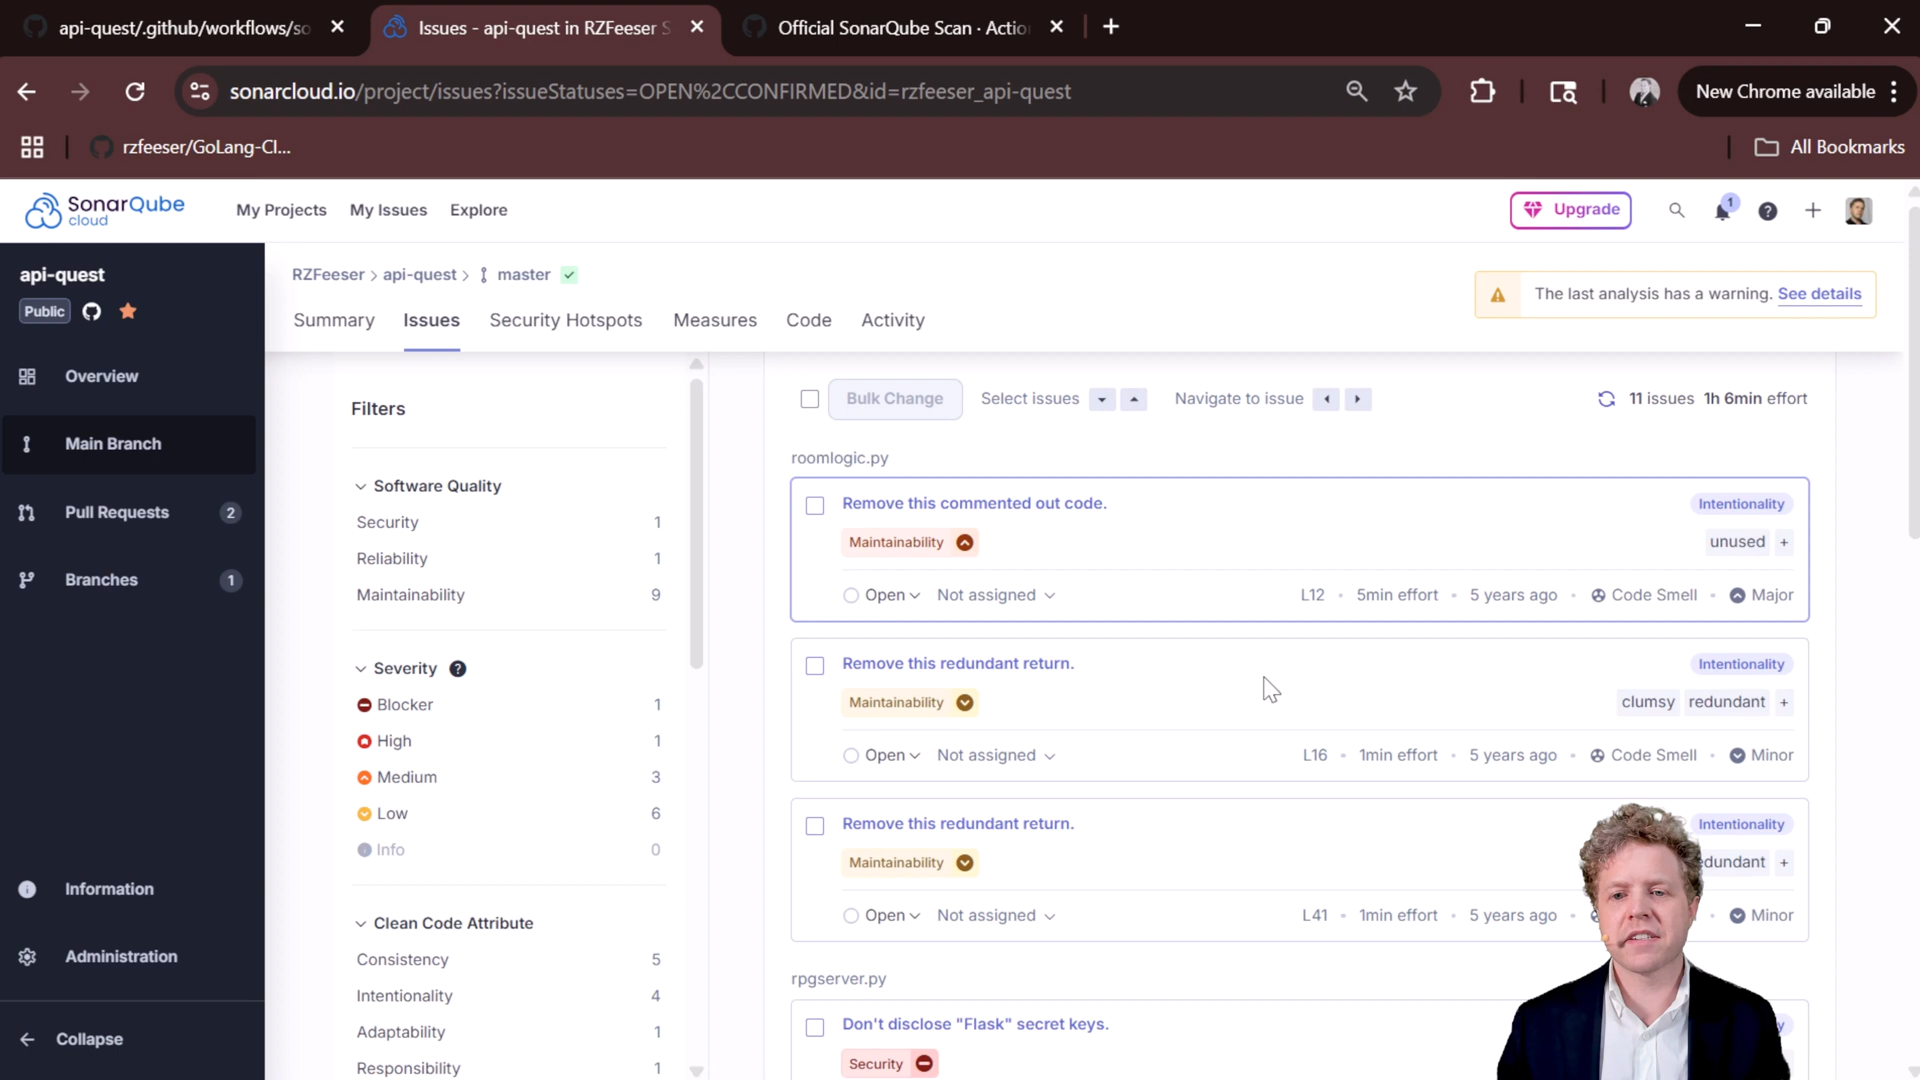 api-quest/.github/workflows/so
Issues - api-quest in RZFeeser S
Official SonarQube Scan · Actio
sonarcloud.io/project/issues?issueStatuses=OPEN%2CCONFIRMED&id=rzfeeser_api-quest
New Chrome available
rzfeeser/GoLang-CI...
All Bookmarks
SonarQube cloud
My Projects
My Issues
Explore
Upgrade
1
api-quest
Public
Overview
Main Branch
Pull Requests 2
Branches 1
Information
Administration
Collapse
RZFeeser > api-quest > master
The last analysis has a warning. See details
Summary
Issues
Security Hotspots
Measures
Code
Activity
Filters
Software Quality
Security 1
Reliability 1
Maintainability 9
Severity ?
Blocker 1
High 1
Medium 3
Low 6
Info 0
Clean Code Attribute
Consistency 5
Intentionality 4
Adaptability 1
Responsibility 1
Bulk Change
Select issues
Navigate to issue
11 issues 1h 6min effort
roomlogic.py
Remove this commented out code.
Intentionality
Maintainability
unused +
Open Not assigned L12 • 5min effort • 5 years ago • Code Smell • Major
Remove this redundant return.
Intentionality
Maintainability
clumsy redundant +
Open Not assigned L16 • 1min effort • 5 years ago • Code Smell • Minor
Remove this redundant return.
Intentionality
Maintainability
edundant +
Open Not assigned L41 • 1min effort • 5 years ago • Minor
rpgserver.py
Don't disclose "Flask" secret keys.
Security